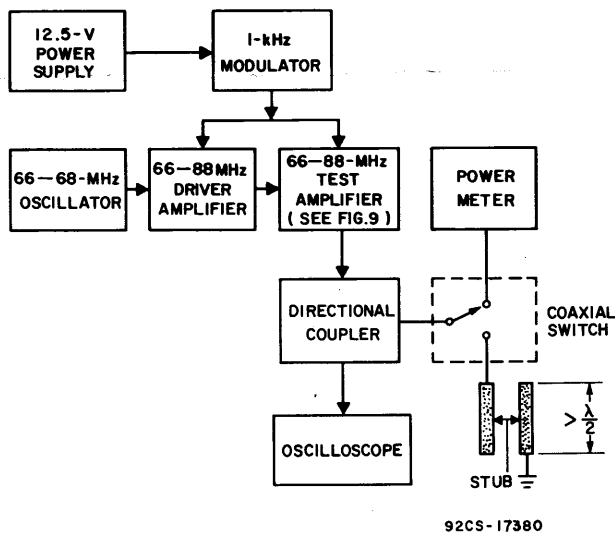 12.5-V
POWER
SUPPLY
1-kHz
MODULATOR
66–68-MHz
OSCILLATOR
66–88MHz
DRIVER
AMPLIFIER
66–88-MHz
TEST
AMPLIFIER
(SEE FIG.9)
POWER
METER
DIRECTIONAL
COUPLER
COAXIAL
SWITCH
OSCILLOSCOPE
> λ/2
STUB
92CS-17380